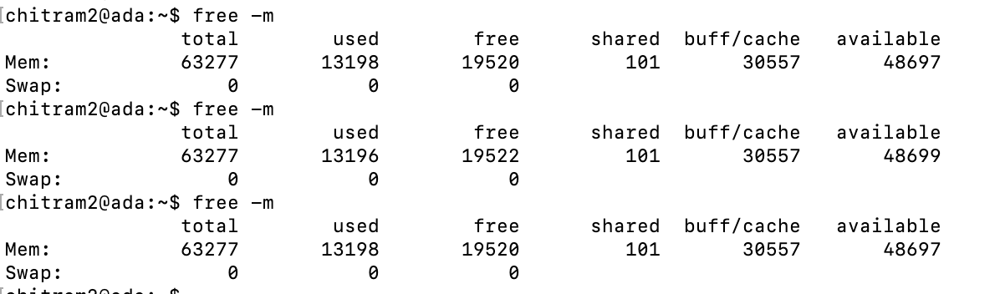 [chitram2@ada:~$ free -m
total used free shared buff/cache available
Mem: 63277 13198 19520 101 30557 48697
Swap: 0 0 0
[chitram2@ada:~$ free -m
total used free shared buff/cache available
Mem: 63277 13196 19522 101 30557 48699
Swap: 0 0 0
[chitram2@ada:~$ free -m
total used free shared buff/cache available
Mem: 63277 13198 19520 101 30557 48697
Swap: 0 0 0
[chitram2@ada:~$